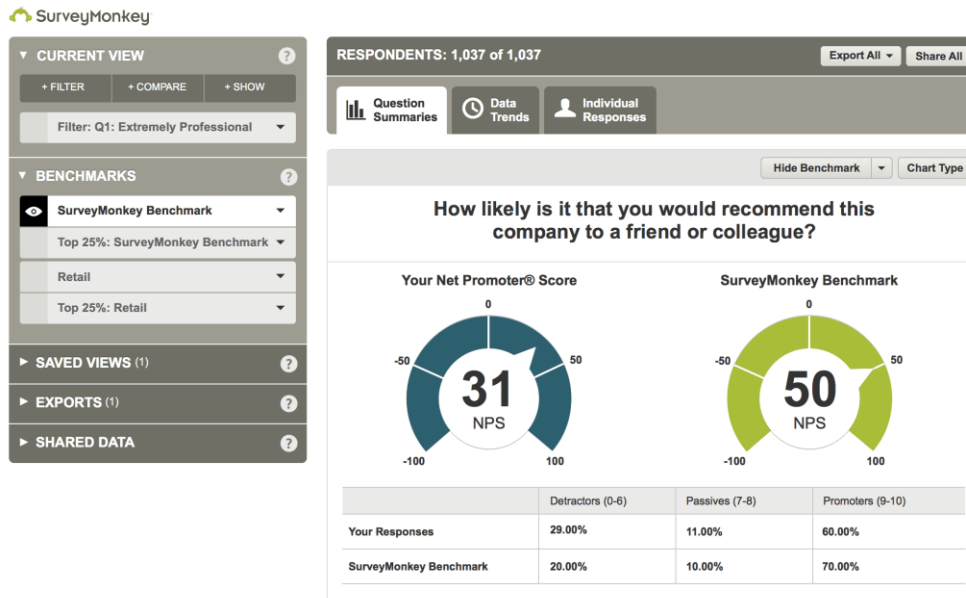 SurveyMonkey
CURRENT VIEW ?
+ FILTER + COMPARE + SHOW
Filter: Q1: Extremely Professional
BENCHMARKS ?
SurveyMonkey Benchmark
Top 25%: SurveyMonkey Benchmark
Retail
Top 25%: Retail
SAVED VIEWS (1) ?
EXPORTS (1) ?
SHARED DATA ?
RESPONDENTS: 1,037 of 1,037 Export All Share All
Question Summaries
Data Trends
Individual Responses
Hide Benchmark Chart Type
How likely is it that you would recommend this
company to a friend or colleague?
Your Net Promoter® Score
0
-50 50
31
NPS
-100 100
SurveyMonkey Benchmark
0
-50 50
50
NPS
-100 100
Detractors (0-6) Passives (7-8) Promoters (9-10)
Your Responses 29.00% 11.00% 60.00%
SurveyMonkey Benchmark 20.00% 10.00% 70.00%